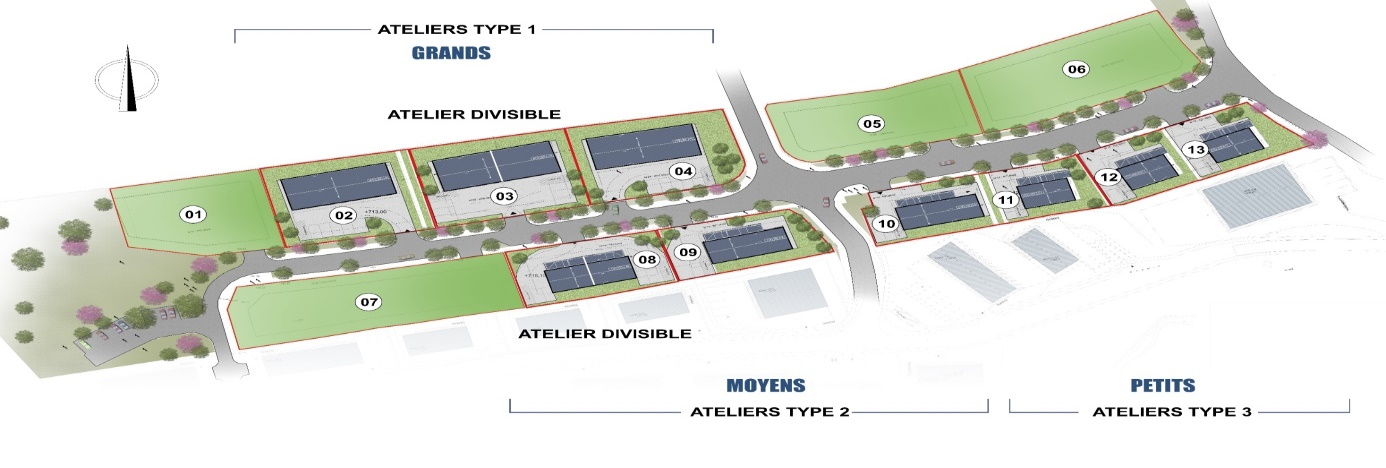 ATELIERS TYPE 1
GRANDS
ATELIER DIVISIBLE
01
02
03
04
05
06
07
08
09
10
11
12
13
ATELIER DIVISIBLE
MOYENS
ATELIERS TYPE 2
PETITS
ATELIERS TYPE 3